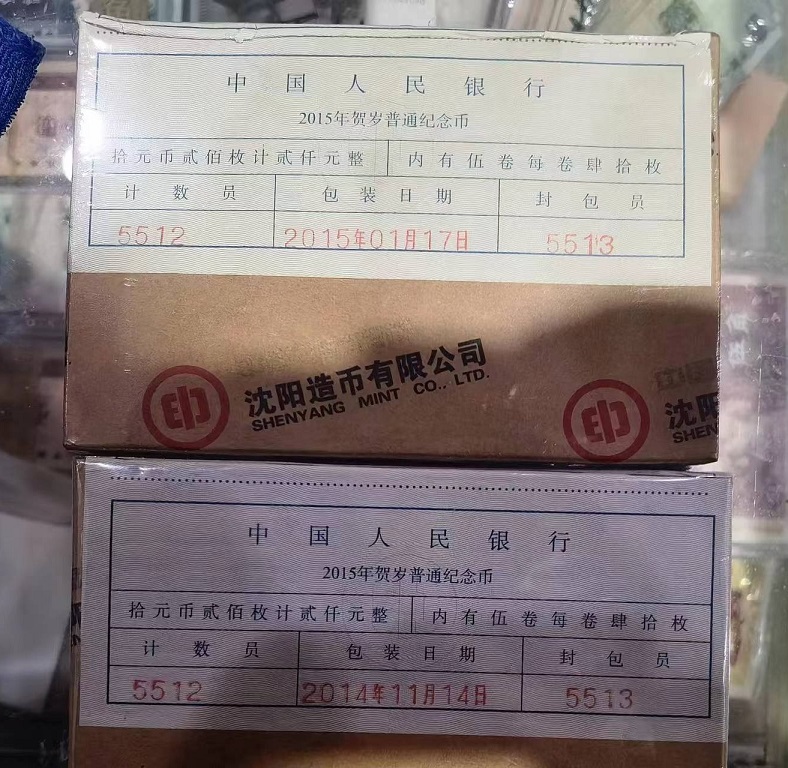 中国人民银行
2015年贺岁普通纪念币
拾元币贰佰枚计贰仟元整 内有伍卷每卷肆拾枚
计数员 包装日期 封包员
5512 2015年01月17日 5513
沈阳造币有限公司 沈阳
SHENYANG MINT CO., LTD. SHEN
中国人民银行
2015年贺岁普通纪念币
拾元币贰佰枚计贰仟元整 内有伍卷每卷肆拾枚
计数员 包装日期 封包员
5512 2014年11月14日 5513